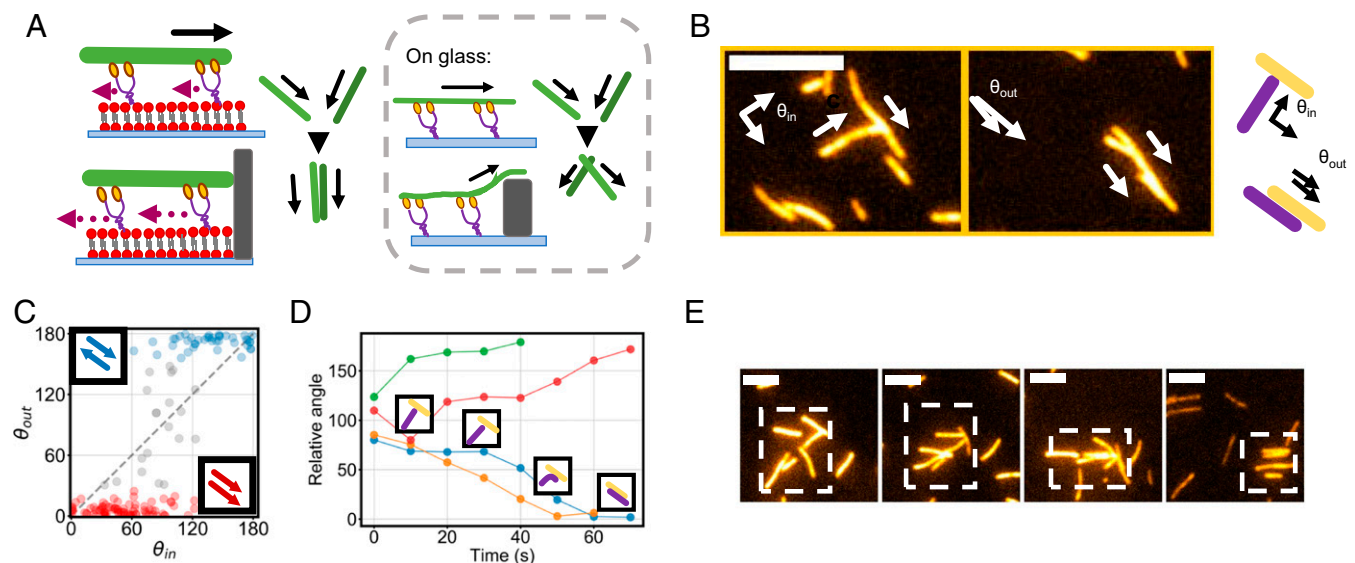 A
On glass:
B
θin
c
θout
θin
θout
C
180
120
60
0
θout
0 60 120 180
θin
D
150
100
50
0
Relative angle
0 20 40 60
Time (s)
E